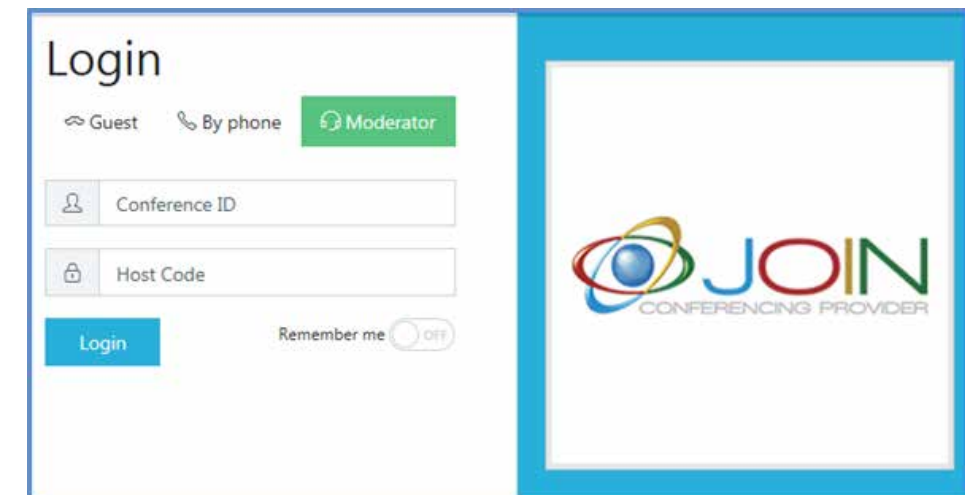 Login
Guest By phone Moderator
Conference ID
Host Code
Login Remember me OFF
JOIN
CONFERENCING PROVIDER